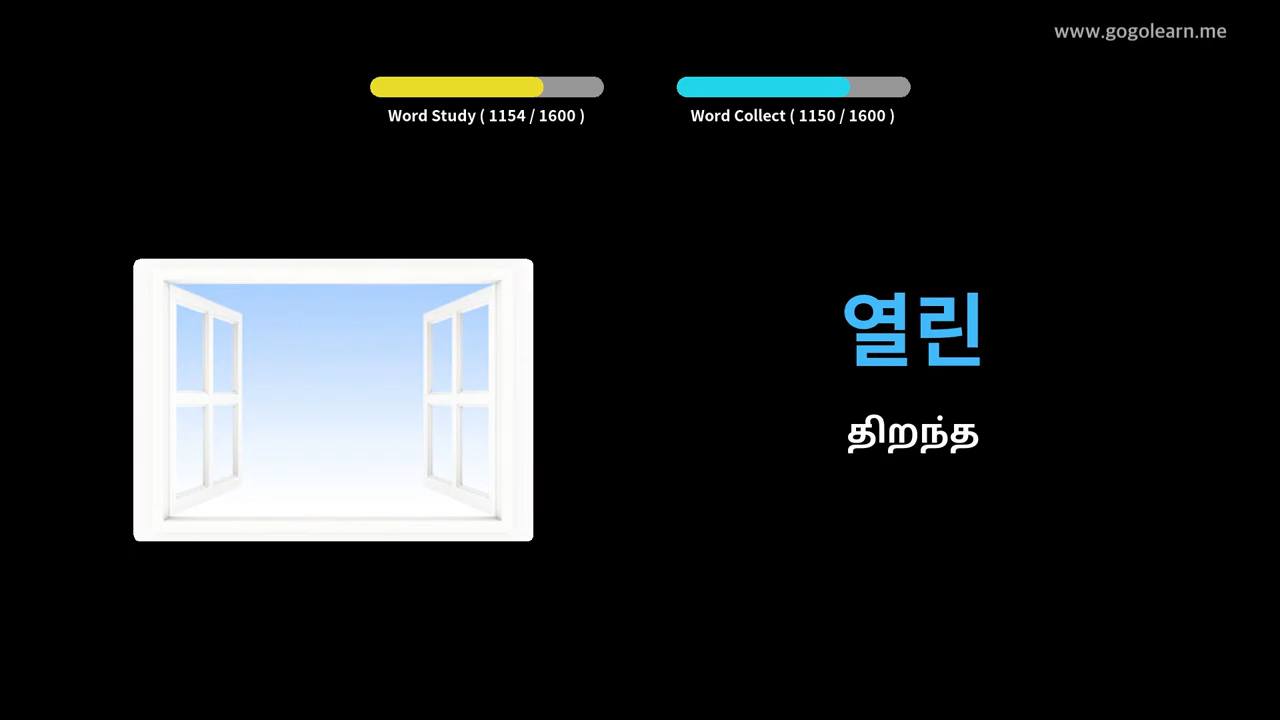 www.gogolearn.me
Word Study ( 1154 / 1600 )
Word Collect ( 1150 / 1600 )
열린
திறந்த